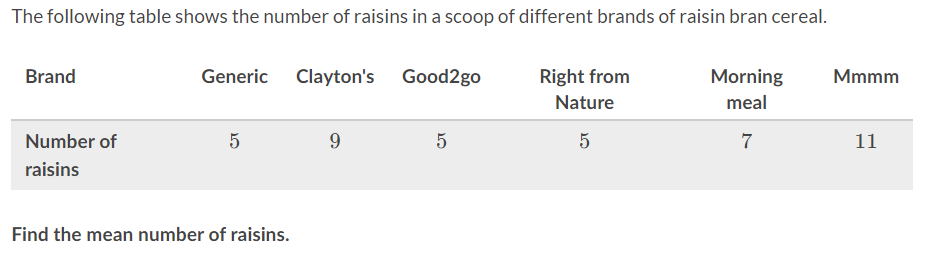 The following table shows the number of raisins in a scoop of different brands of raisin bran cereal.
Brand Generic Clayton's Good2go Right from Nature Morning meal Mmmm
Number of raisins 5 9 5 5 7 11
Find the mean number of raisins.